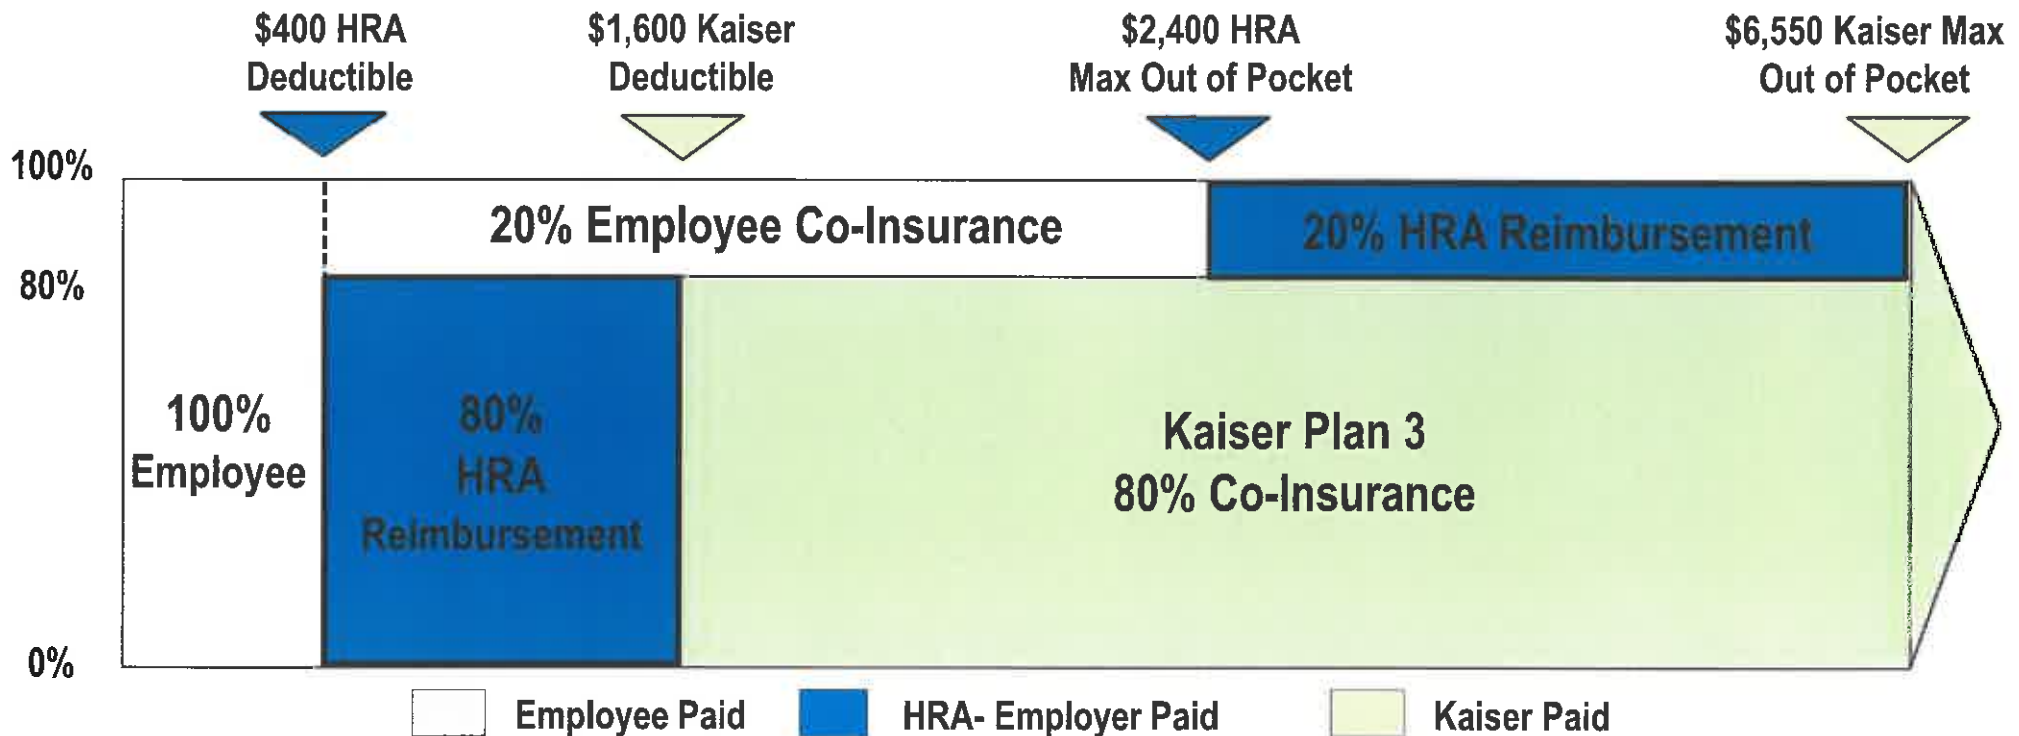 $400 HRA
Deductible
$1,600 Kaiser
Deductible
$2,400 HRA
Max Out of Pocket
$6,550 Kaiser Max
Out of Pocket
100%
80%
0%
20% Employee Co-Insurance
20% HRA Reimbursement
100%
Employee
80%
HRA
Reimbursement
Kaiser Plan 3
80% Co-Insurance
Employee Paid
HRA- Employer Paid
Kaiser Paid